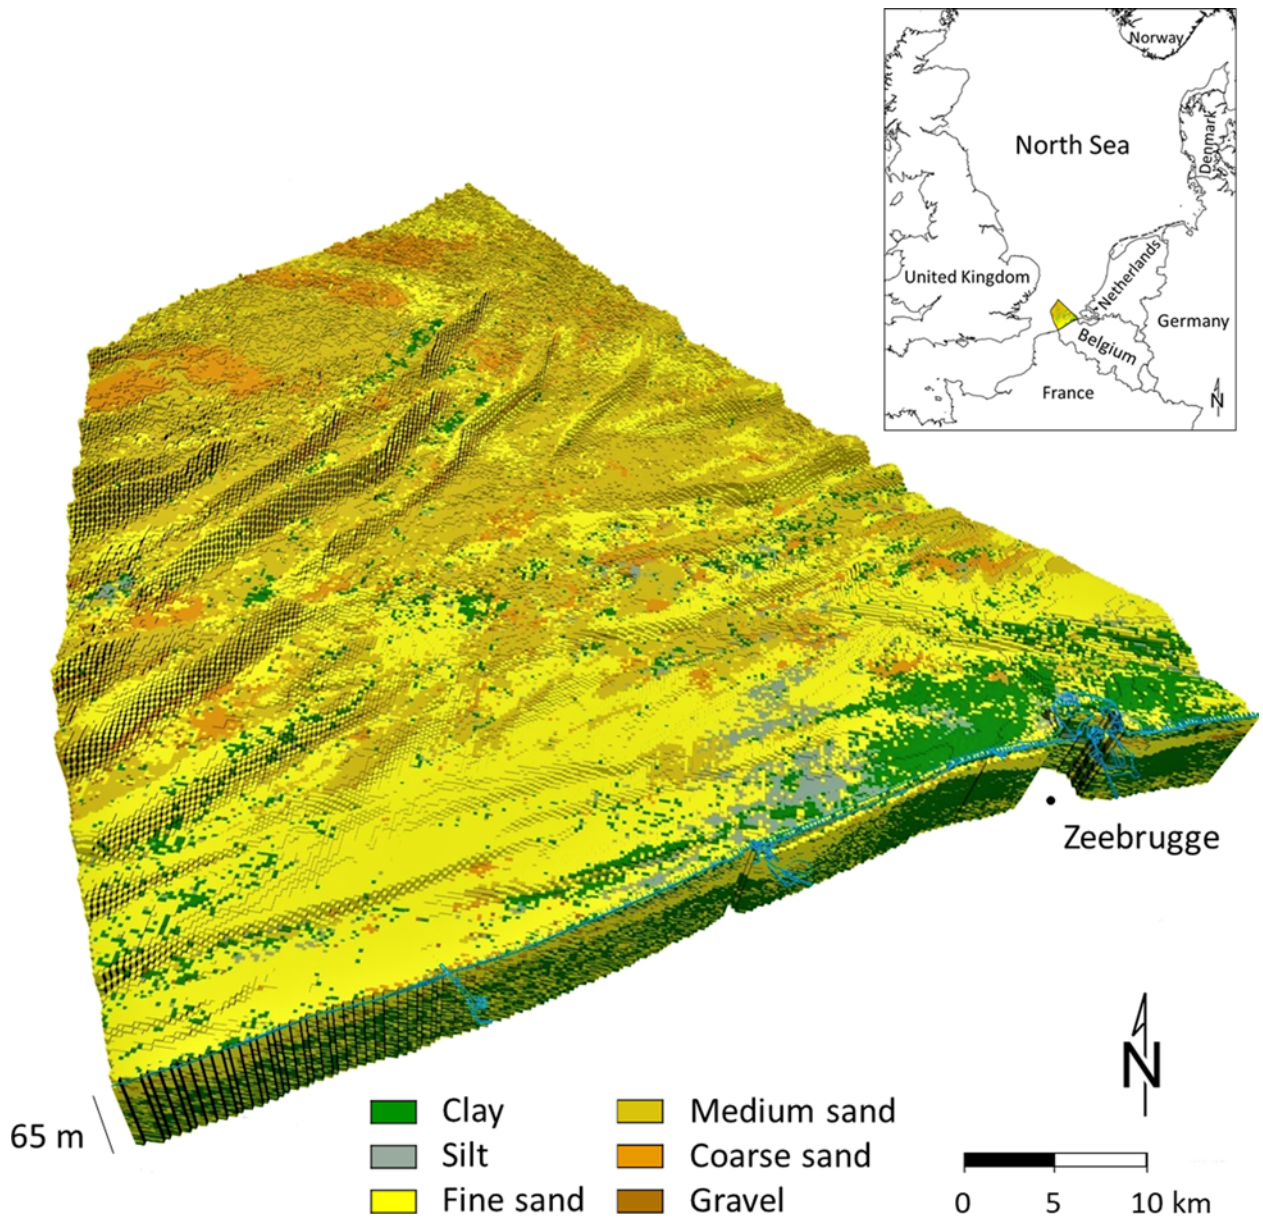 Norway
North Sea
Denmark
United Kingdom
Netherlands
Germany
Belgium
France
N
Zeebrugge
N
65 m
Clay
Medium sand
Silt
Coarse sand
Fine sand
Gravel
0 5 10 km